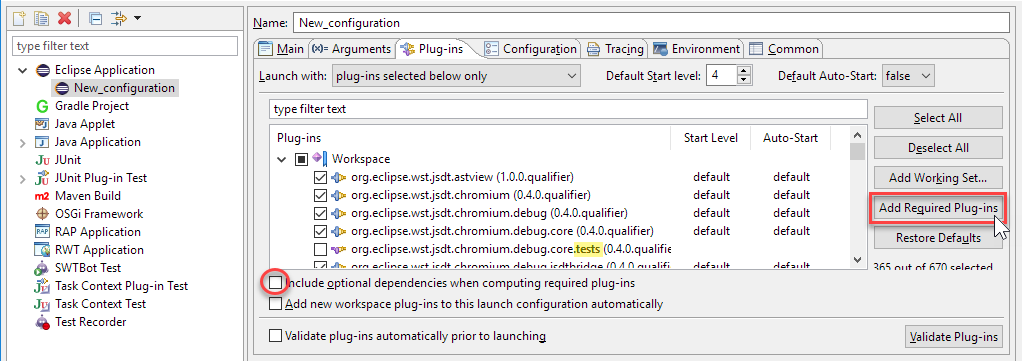 type filter text
Eclipse Application
New_configuration
Gradle Project
Java Applet
Java Application
JUnit
JUnit Plug-in Test
Maven Build
OSGi Framework
RAP Application
RWT Application
SWTBot Test
Task Context Plug-in Test
Task Context Test
Test Recorder
Name: New_configuration
Main (x)= Arguments Plug-ins Configuration Tracing Environment Common
Launch with: plug-ins selected below only Default Start level: 4 Default Auto-Start: false
type filter text
Plug-ins Start Level Auto-Start
Workspace
org.eclipse.wst.jsdt.astview (1.0.0.qualifier) default default
org.eclipse.wst.jsdt.chromium (0.4.0.qualifier) default default
org.eclipse.wst.jsdt.chromium.debug (0.4.0.qualifier) default default
org.eclipse.wst.jsdt.chromium.debug.core (0.4.0.qualifier) default default
org.eclipse.wst.jsdt.chromium.debug.core.tests (0.4.0.qualifie default default
org.eclipse.wst.jsdt.chromium.debug.jsdtbridge (0.4.0.qualif default default
Select All
Deselect All
Add Working Set...
Add Required Plug-ins
Restore Defaults
365 out of 670 selected
Include optional dependencies when computing required plug-ins
Add new workspace plug-ins to this launch configuration automatically
Validate plug-ins automatically prior to launching
Validate Plug-ins